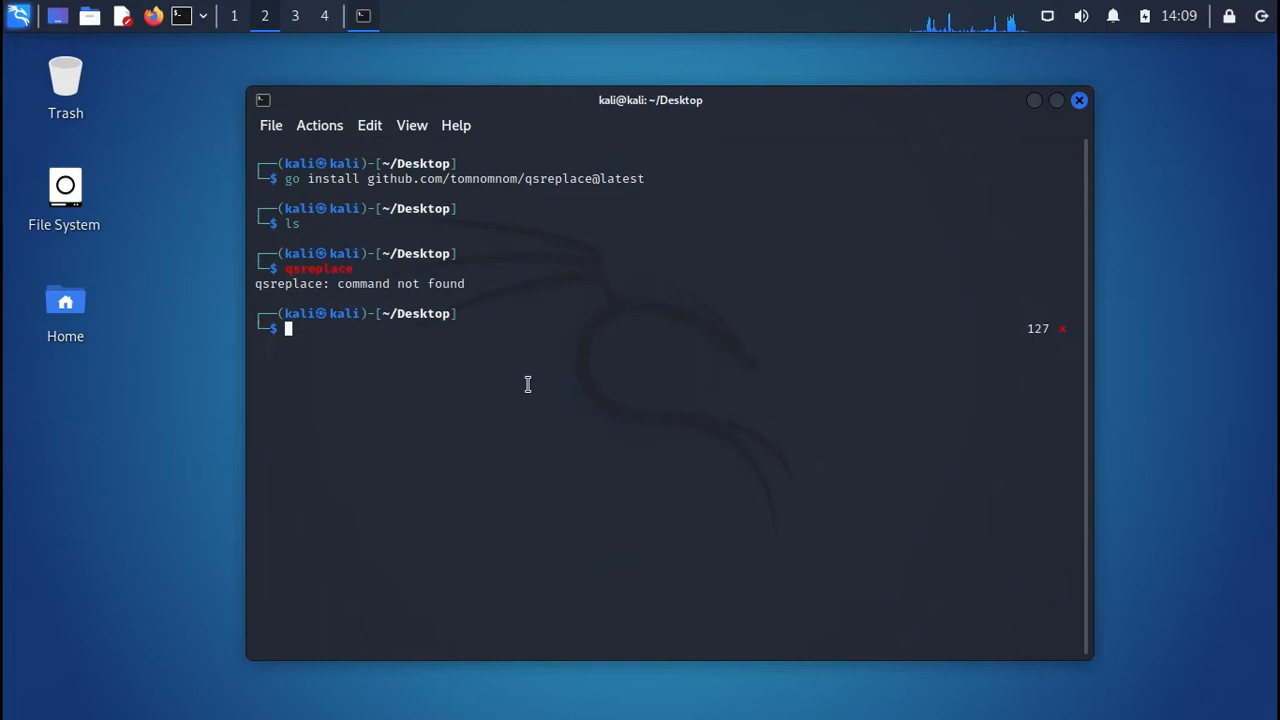 1 2 3 4 14:09
Trash
File System
Home
kali@kali: ~/Desktop
File Actions Edit View Help
┌──(kali㉿kali)-[~/Desktop]
└─$ go install github.com/tomnomnom/qsreplace@latest
┌──(kali㉿kali)-[~/Desktop]
└─$ ls
┌──(kali㉿kali)-[~/Desktop]
└─$ qsreplace
qsreplace: command not found
┌──(kali㉿kali)-[~/Desktop]
└─$ 127 ✗